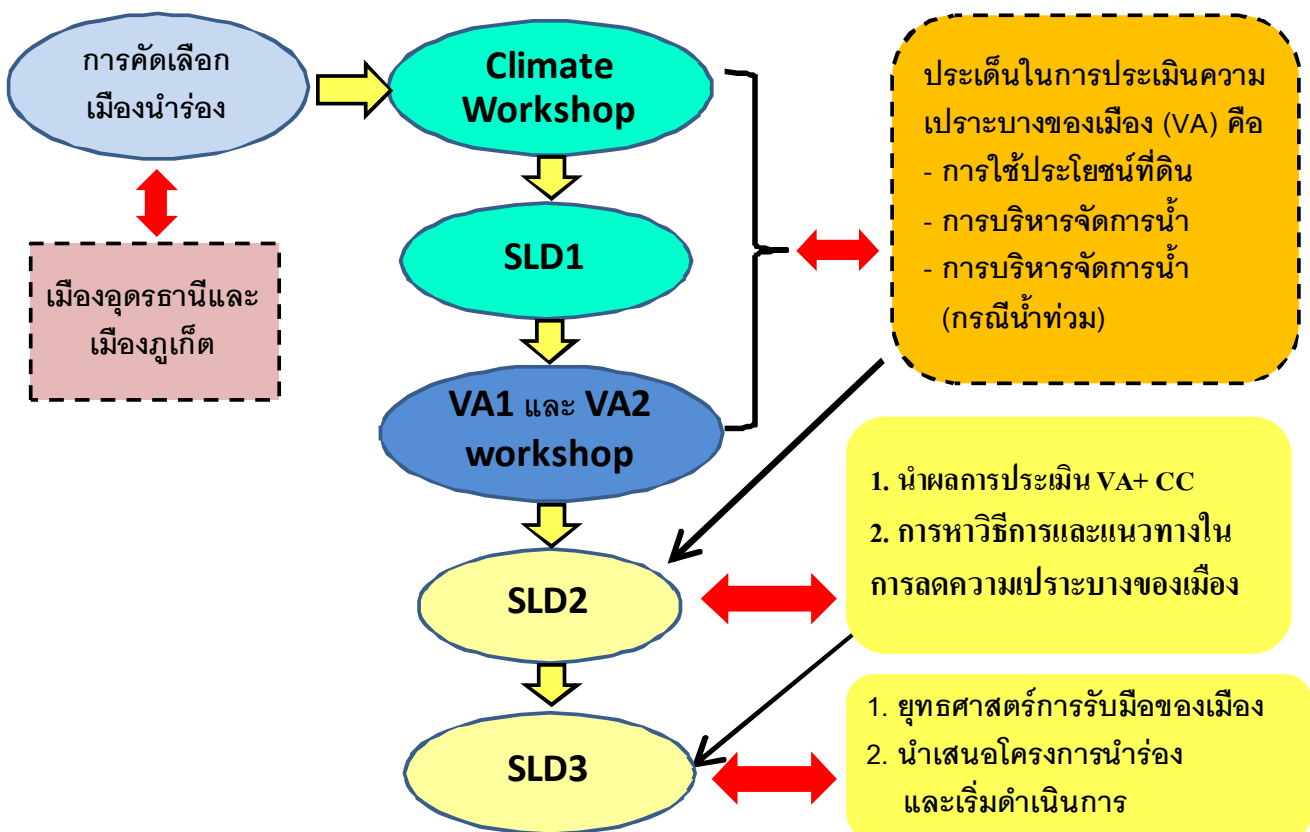 การคัดเลือก
เมืองนำร่อง
Climate
Workshop
ประเด็นในการประเมินความ
เปราะบางของเมือง (VA) คือ
- การใช้ประโยชน์ที่ดิน
- การบริหารจัดการน้ำ
- การบริหารจัดการน้ำ
(กรณีน้ำท่วม)
SLD1
เมืองอุดรธานีและ
เมืองภูเก็ต
VA1 และ VA2
workshop
1. นำผลการประเมิน VA+ CC
2. การหาวิธีการและแนวทางใน
การลดความเปราะบางของเมือง
SLD2
1. ยุทธศาสตร์การรับมือของเมือง
2. นำเสนอโครงการนำร่อง
และเริ่มดำเนินการ
SLD3